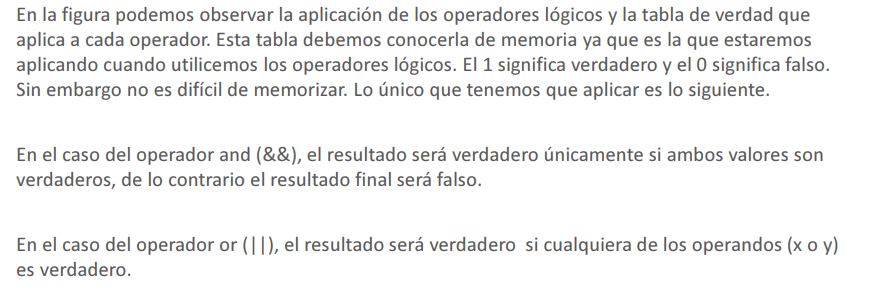 En la figura podemos observar la aplicación de los operadores lógicos y la tabla de verdad que
aplica a cada operador. Esta tabla debemos conocerla de memoria ya que es la que estaremos
aplicando cuando utilicemos los operadores lógicos. El 1 significa verdadero y el 0 significa falso.
Sin embargo no es difícil de memorizar. Lo único que tenemos que aplicar es lo siguiente.
En el caso del operador and (&&), el resultado será verdadero únicamente si ambos valores son
verdaderos, de lo contrario el resultado final será falso.
En el caso del operador or (||), el resultado será verdadero  si cualquiera de los operandos (x o y)
es verdadero.